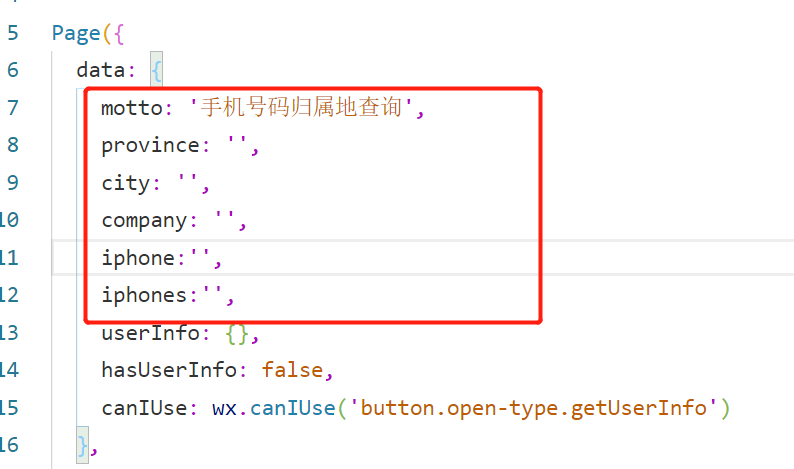 5 Page({
6 data: {
7 motto: '手机号码归属地查询',
8 province: '',
9 city: '',
10 company: '',
11 iphone:'',
12 iphones:'',
13 userInfo: {},
14 hasUserInfo: false,
15 canIUse: wx.canIUse('button.open-type.getUserInfo')
16 },